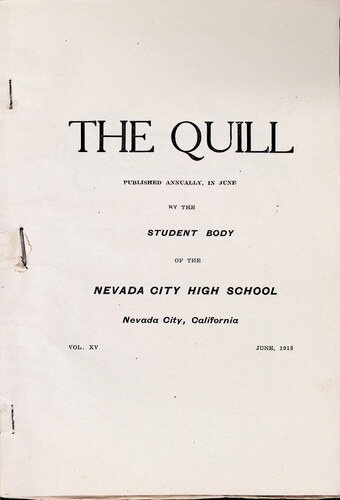 THE QUILL
PUBLISHED ANNUALLY, IN JUNE
BY THE
STUDENT BODY
OF THE
NEVADA CITY HIGH SCHOOL
Nevada City, California
VOL. XV JUNE, 1913